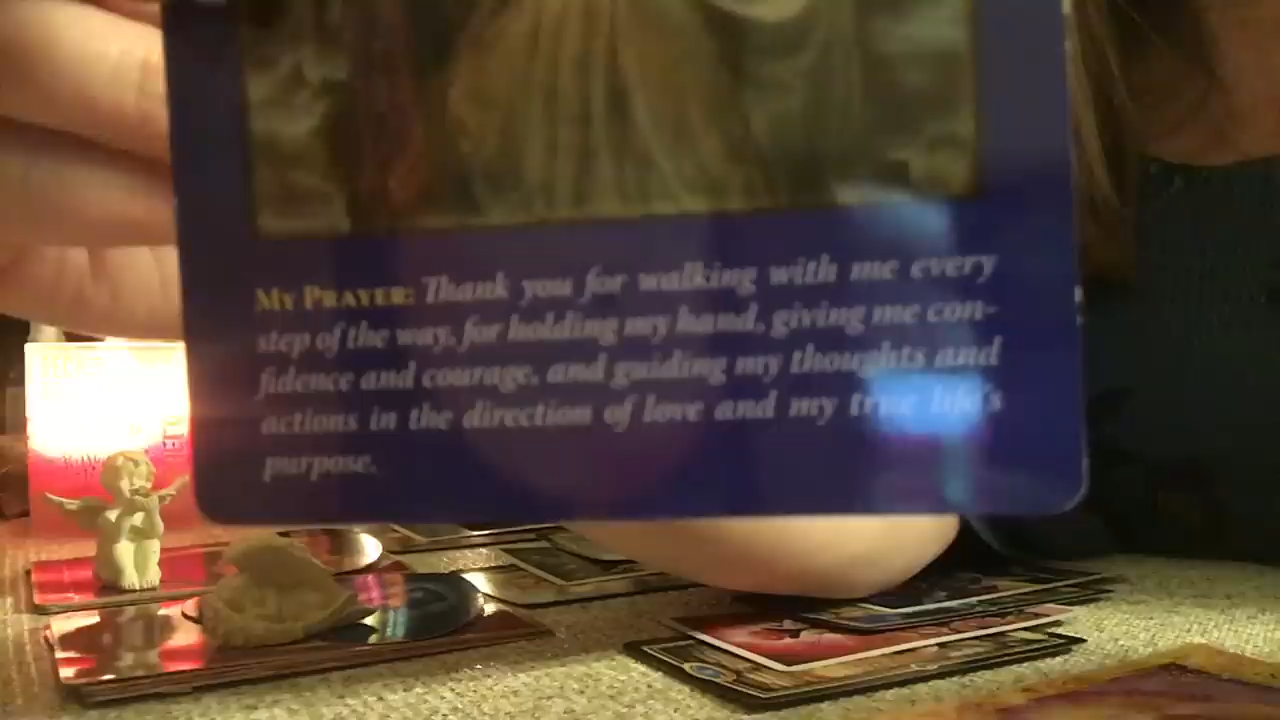 MY PRAYER: Thank you for walking with me every
step of the way, for holding my hand, giving me con-
fidence and courage, and guiding my thoughts and
actions in the direction of love and my true life's
purpose.